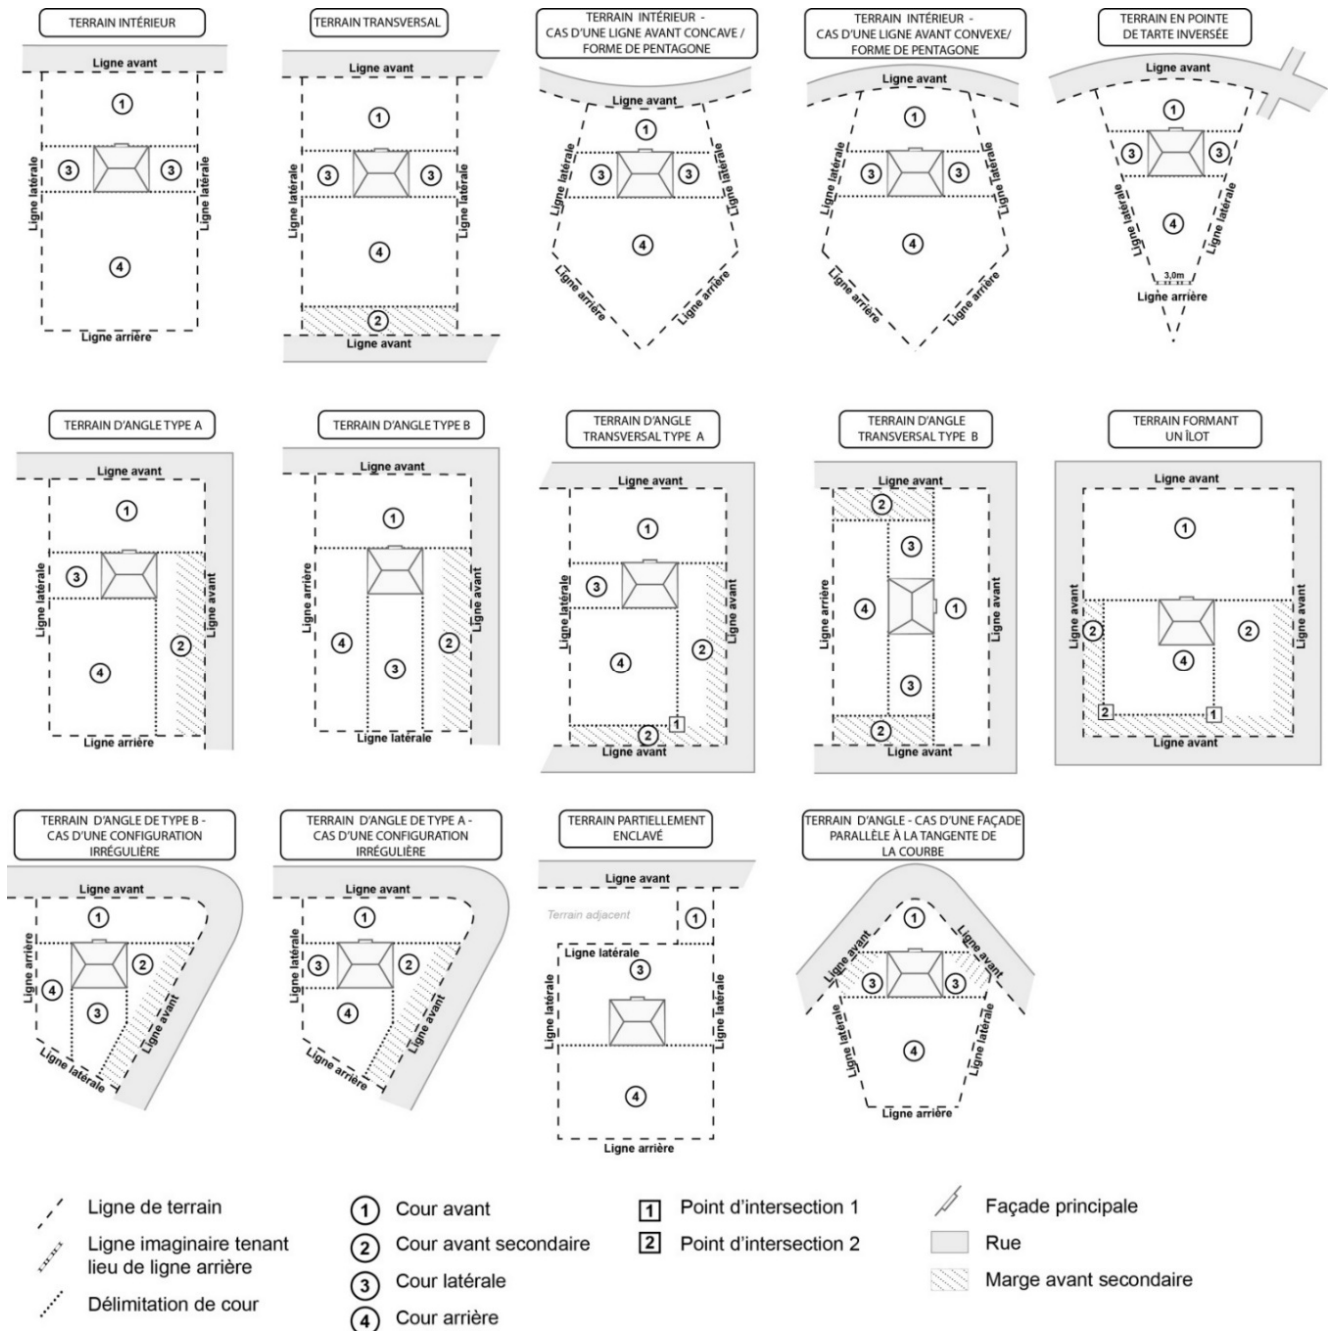 TERRAIN INTÉRIEUR
Ligne avant
1
3
3
Ligne latérale
Ligne latérale
4
Ligne arrière
TERRAIN TRANSVERSAL
Ligne avant
1
3
3
Ligne latérale
Ligne latérale
4
2
Ligne avant
TERRAIN INTÉRIEUR -
CAS D'UNE LIGNE AVANT CONCAVE /
FORME DE PENTAGONE
Ligne avant
1
3
3
Ligne latérale
Ligne latérale
4
Ligne arrière
Ligne arrière
TERRAIN INTÉRIEUR -
CAS D'UNE LIGNE AVANT CONVEXE/
FORME DE PENTAGONE
Ligne avant
1
3
3
Ligne latérale
Ligne latérale
4
Ligne arrière
Ligne arrière
TERRAIN EN POINTE
DE TARTE INVERSÉE
Ligne avant
1
3
3
Ligne latérale
Ligne latérale
4
3,0m
Ligne arrière
TERRAIN D'ANGLE TYPE A
Ligne avant
1
3
Ligne latérale
Ligne avant
2
4
Ligne arrière
TERRAIN D'ANGLE TYPE B
Ligne avant
1
Ligne arrière
Ligne avant
4
2
3
Ligne latérale
TERRAIN D'ANGLE
TRANSVERSAL TYPE A
Ligne avant
1
3
Ligne latérale
Ligne avant
2
4
1
2
Ligne avant
TERRAIN D'ANGLE
TRANSVERSAL TYPE B
Ligne avant
2
3
Ligne arrière
4
1
3
2
Ligne avant
Ligne avant
TERRAIN FORMANT
UN ÎLOT
1
Ligne avant
Ligne avant
2
2
4
2
1
Ligne avant
TERRAIN D'ANGLE DE TYPE B -
CAS D'UNE CONFIGURATION
IRRÉGULIÈRE
Ligne avant
1
Ligne arrière
2
4
3
Ligne avant
Ligne latérale
TERRAIN D'ANGLE DE TYPE A -
CAS D'UNE CONFIGURATION
IRRÉGULIÈRE
Ligne avant
1
Ligne latérale
3
2
4
Ligne avant
Ligne arrière
TERRAIN PARTIELLEMENT
ENCLAVÉ
Ligne avant
Terrain adjacent
1
Ligne latérale
3
Ligne latérale
Ligne latérale
4
Ligne arrière
TERRAIN D'ANGLE - CAS D'UNE FAÇADE
PARALLÈLE À LA TANGENTE DE
LA COURBE
1
Ligne avant
Ligne avant
3
3
Ligne latérale
Ligne latérale
4
Ligne arrière
Ligne de terrain
Ligne imaginaire tenant
lieu de ligne arrière
Délimitation de cour
1 Cour avant
2 Cour avant secondaire
3 Cour latérale
4 Cour arrière
1 Point d'intersection 1
2 Point d'intersection 2
Façade principale
Rue
Marge avant secondaire